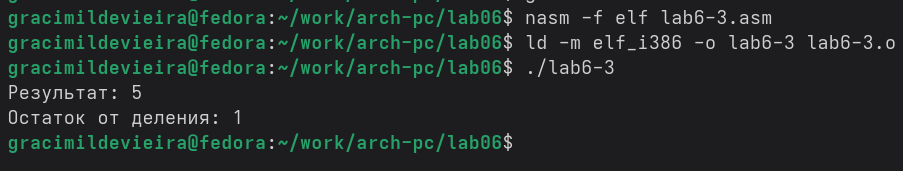 gracimildevieira@fedora:~/work/arch-pc/lab06$ nasm -f elf lab6-3.asm
gracimildevieira@fedora:~/work/arch-pc/lab06$ ld -m elf_i386 -o lab6-3 lab6-3.o
gracimildevieira@fedora:~/work/arch-pc/lab06$ ./lab6-3
Результат: 5
Остаток от деления: 1
gracimildevieira@fedora:~/work/arch-pc/lab06$